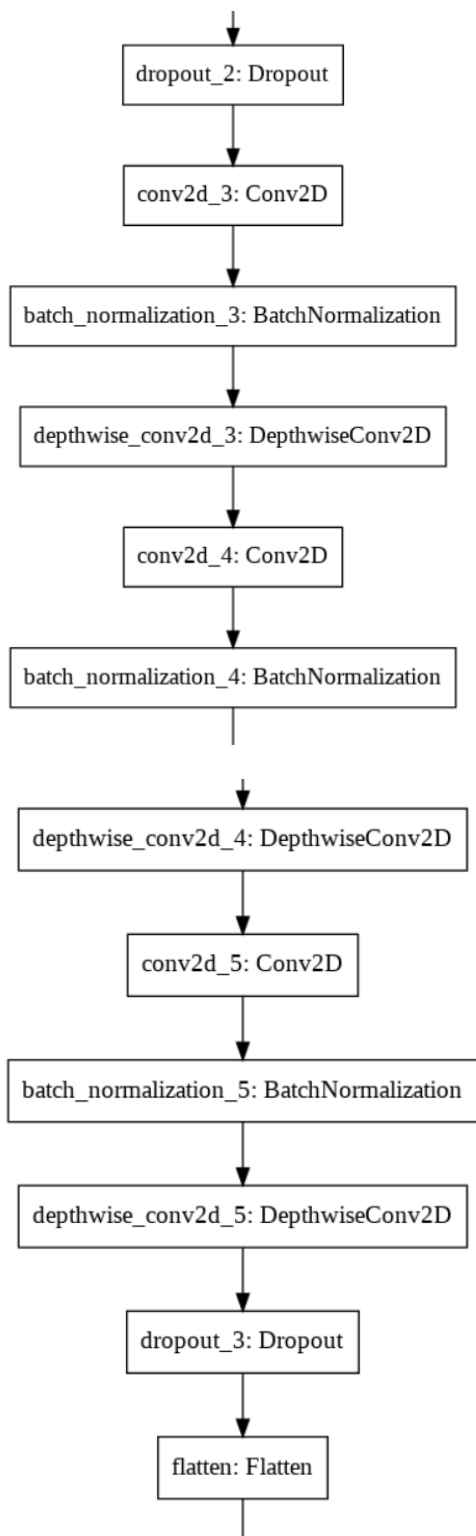 dropout_2: Dropout
conv2d_3: Conv2D
batch_normalization_3: BatchNormalization
depthwise_conv2d_3: DepthwiseConv2D
conv2d_4: Conv2D
batch_normalization_4: BatchNormalization
depthwise_conv2d_4: DepthwiseConv2D
conv2d_5: Conv2D
batch_normalization_5: BatchNormalization
depthwise_conv2d_5: DepthwiseConv2D
dropout_3: Dropout
flatten: Flatten